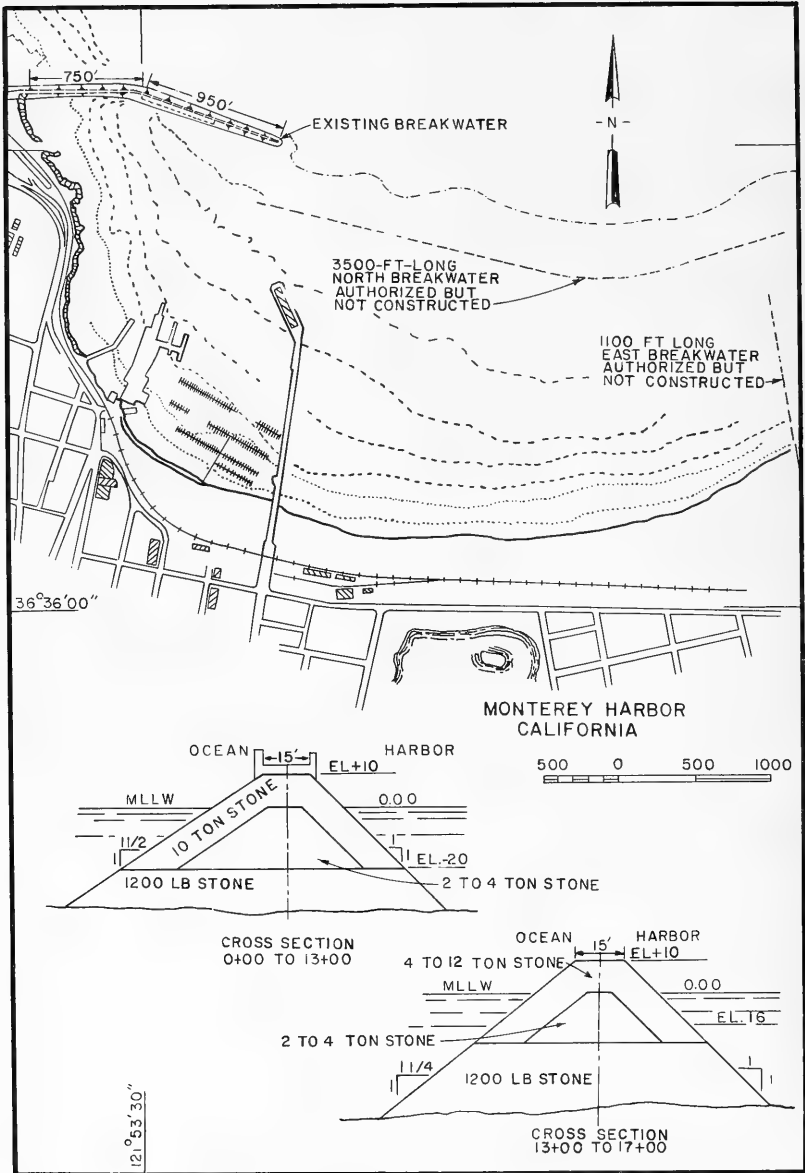 750'
950'
EXISTING BREAKWATER
-N-
3500-FT-LONG
NORTH BREAKWATER
AUTHORIZED BUT
NOT CONSTRUCTED
1100 FT LONG
EAST BREAKWATER
AUTHORIZED BUT
NOT CONSTRUCTED
36°36'00"
MONTEREY HARBOR
CALIFORNIA
500 0 500 1000
OCEAN 15' HARBOR
EL+10
MLLW 0.00
10 TON STONE
1 1/2
1
1
1
EL.-20
1200 LB STONE
2 TO 4 TON STONE
CROSS SECTION
0+00 TO 13+00
OCEAN 15' HARBOR
EL+10
4 TO 12 TON STONE
MLLW 0.00
EL.16
2 TO 4 TON STONE
1 1/4
1
1
1
1200 LB STONE
CROSS SECTION
13+00 TO 17+00
121°53'30"